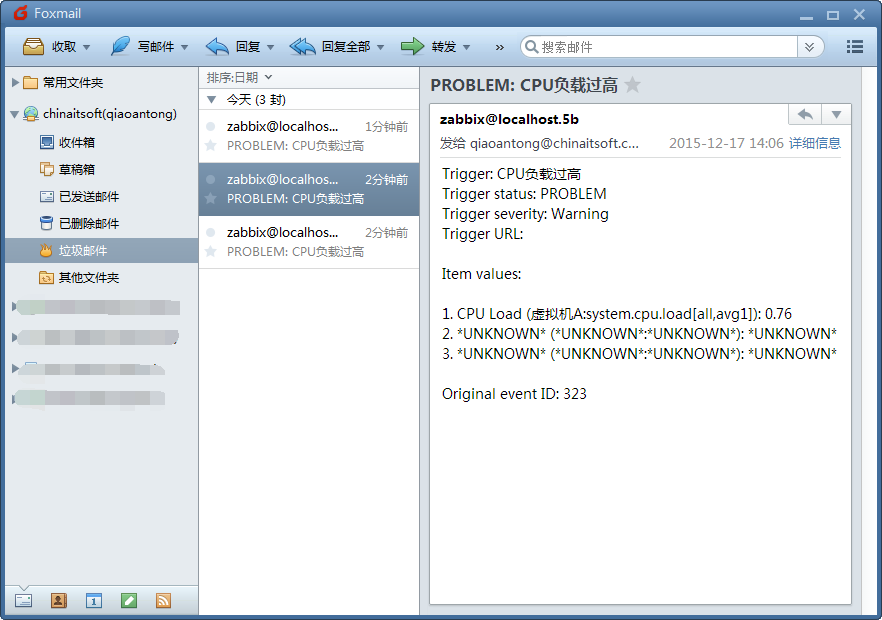 Foxmail
收取 写邮件 回复 回复全部 转发 » 搜索邮件
常用文件夹
chinaitsoft(qiaoantong)
收件箱
草稿箱
已发送邮件
已删除邮件
垃圾邮件
其他文件夹
排序:日期
今天 (3 封)
zabbix@localhos... 1分钟前
PROBLEM: CPU负载过高
zabbix@localhos... 2分钟前
PROBLEM: CPU负载过高
zabbix@localhos... 2分钟前
PROBLEM: CPU负载过高
PROBLEM: CPU负载过高
zabbix@localhost.5b
发给 qiaoantong@chinaitsoft.c... 2015-12-17 14:06 详细信息
Trigger: CPU负载过高
Trigger status: PROBLEM
Trigger severity: Warning
Trigger URL:
Item values:
1. CPU Load (虚拟机A:system.cpu.load[all,avg1]): 0.76
2. *UNKNOWN* (*UNKNOWN*:*UNKNOWN*): *UNKNOWN*
3. *UNKNOWN* (*UNKNOWN*:*UNKNOWN*): *UNKNOWN*
Original event ID: 323